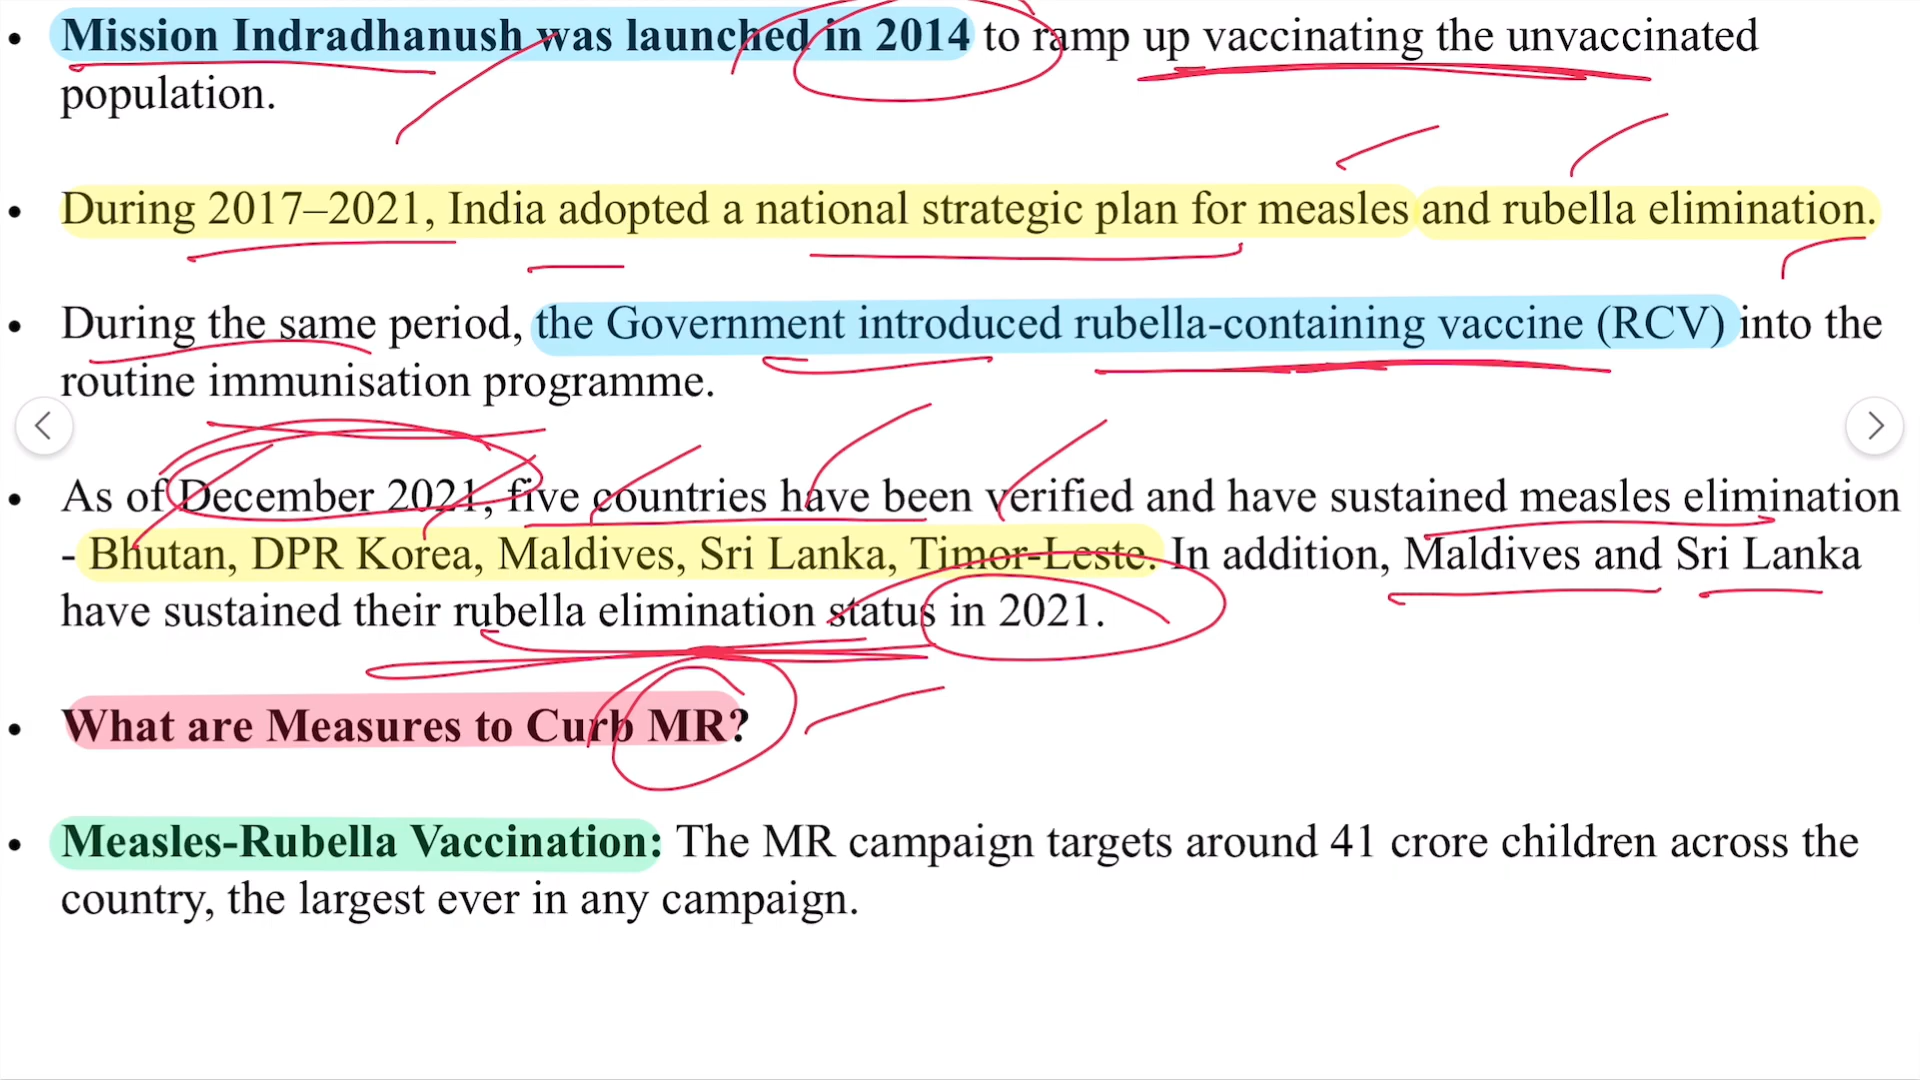 • Mission Indradhanush was launched in 2014 to ramp up vaccinating the unvaccinated
population.
• During 2017–2021, India adopted a national strategic plan for measles and rubella elimination.
• During the same period, the Government introduced rubella-containing vaccine (RCV) into the
routine immunisation programme.
• As of December 2021, five countries have been verified and have sustained measles elimination
- Bhutan, DPR Korea, Maldives, Sri Lanka, Timor-Leste. In addition, Maldives and Sri Lanka
have sustained their rubella elimination status in 2021.
• What are Measures to Curb MR?
• Measles-Rubella Vaccination: The MR campaign targets around 41 crore children across the
country, the largest ever in any campaign.